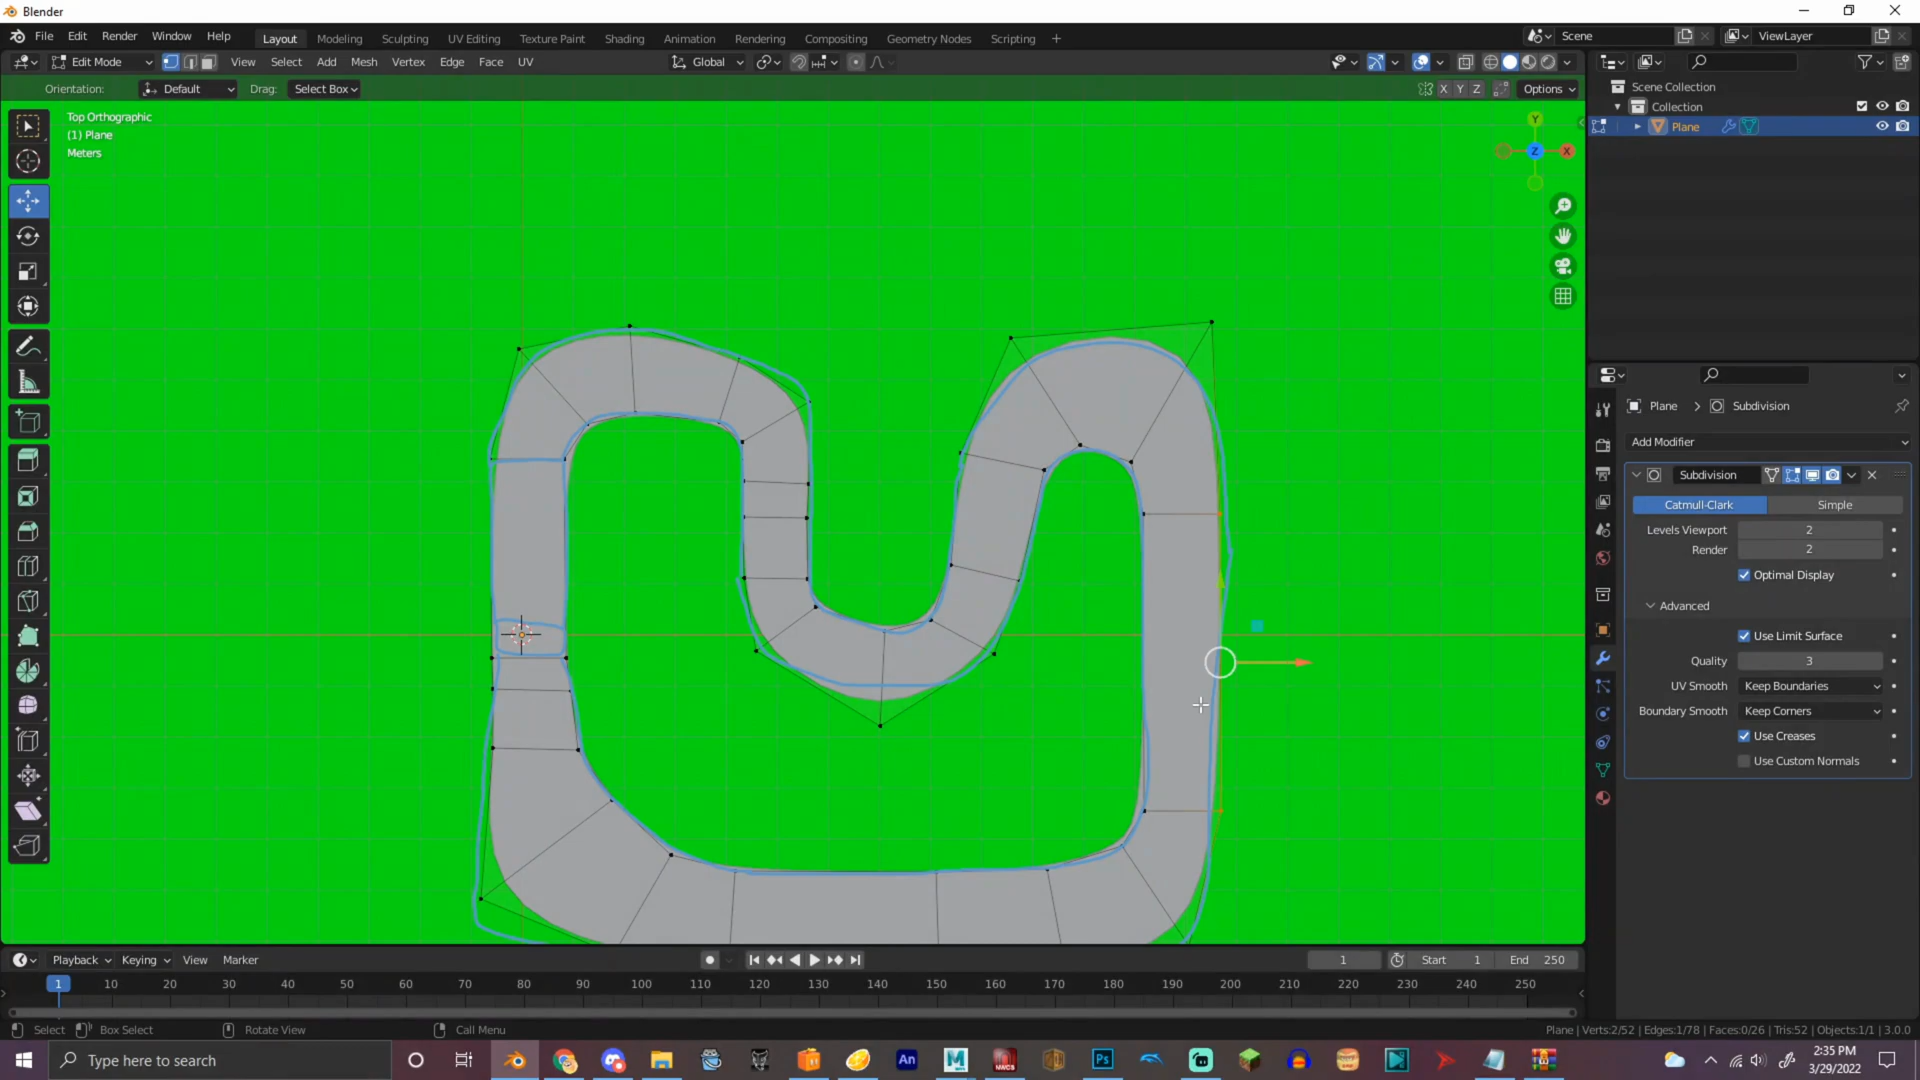 Blender
File Edit Render Window Help
Layout Modeling Sculpting UV Editing Texture Paint Shading Animation Rendering Compositing Geometry Nodes Scripting +
Scene
ViewLayer
Edit Mode View Select Add Mesh Vertex Edge Face UV
Global
Orientation: Default Drag: Select Box
X Y Z Options
Top Orthographic
(1) Plane
Meters
Y
Z X
Scene Collection
Collection
Plane
Plane > Subdivision
Add Modifier
Subdivision
Catmull-Clark Simple
Levels Viewport 2
Render 2
Optimal Display
Advanced
Use Limit Surface
Quality 3
UV Smooth Keep Boundaries
Boundary Smooth Keep Corners
Use Creases
Use Custom Normals
Playback Keying View Marker
1 Start 1 End 250
1 10 20 30 40 50 60 70 80 90 100 110 120 130 140 150 160 170 180 190 200 210 220 230 240 250
Select Box Select Rotate View Call Menu
Plane | Verts:2/52 | Edges:1/78 | Faces:0/26 | Tris:52 | Objects:1/1 | 3.0.0
Type here to search
An
M
NWCS
Ps
2:35 PM
3/29/2022